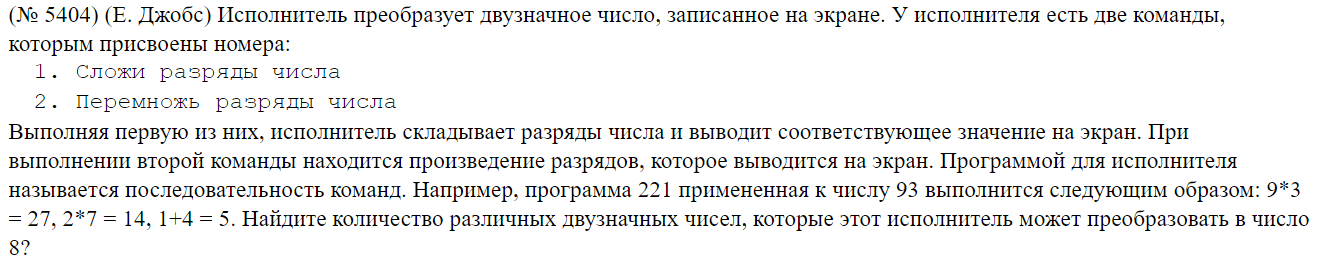 (№ 5404) (Е. Джобс) Исполнитель преобразует двузначное число, записанное на экране. У исполнителя есть две команды,
которым присвоены номера:
1. Сложи разряды числа
2. Перемножь разряды числа
Выполняя первую из них, исполнитель складывает разряды числа и выводит соответствующее значение на экран. При
выполнении второй команды находится произведение разрядов, которое выводится на экран. Программой для исполнителя
называется последовательность команд. Например, программа 221 примененная к числу 93 выполнится следующим образом: 9*3
= 27, 2*7 = 14, 1+4 = 5. Найдите количество различных двузначных чисел, которые этот исполнитель может преобразовать в число
8?